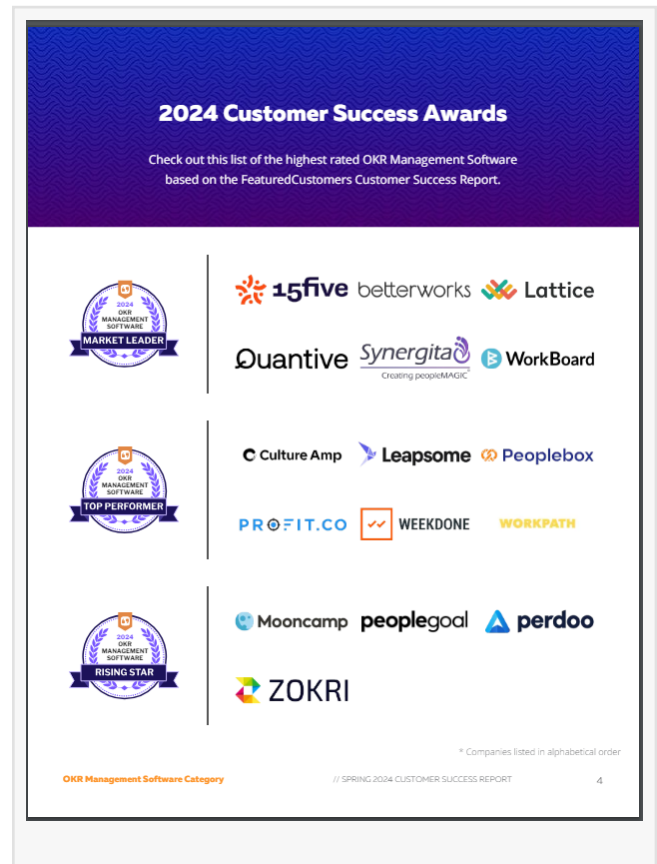 2024 Customer Success Awards
Check out this list of the highest rated OKR Management Software
based on the FeaturedCustomers Customer Success Report.
2024
OKR
MANAGEMENT
SOFTWARE
MARKET LEADER
15five betterworks Lattice
Quantive Synergita WorkBoard
Creating peopleMAGIC
2024
OKR
MANAGEMENT
SOFTWARE
TOP PERFORMER
Culture Amp Leapsome Peoplebox
PROFIT.CO WEEKDONE WORKPATH
2024
OKR
MANAGEMENT
SOFTWARE
RISING STAR
Mooncamp peoplegoal perdoo
ZOKRI
* Companies listed in alphabetical order
OKR Management Software Category // SPRING 2024 CUSTOMER SUCCESS REPORT 4